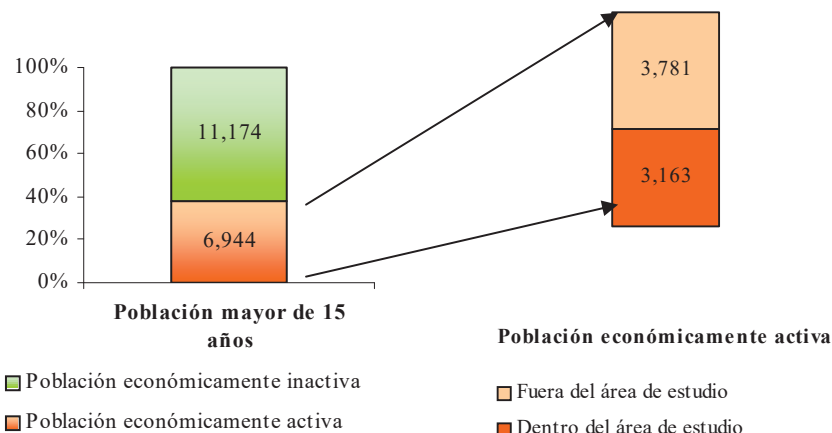 100%
80%
60%
40%
20%
0%
11,174
6,944
Población mayor de 15
años
Población económicamente inactiva
Población económicamente activa
3,781
3,163
Población económicamente activa
Fuera del área de estudio
Dentro del área de estudio